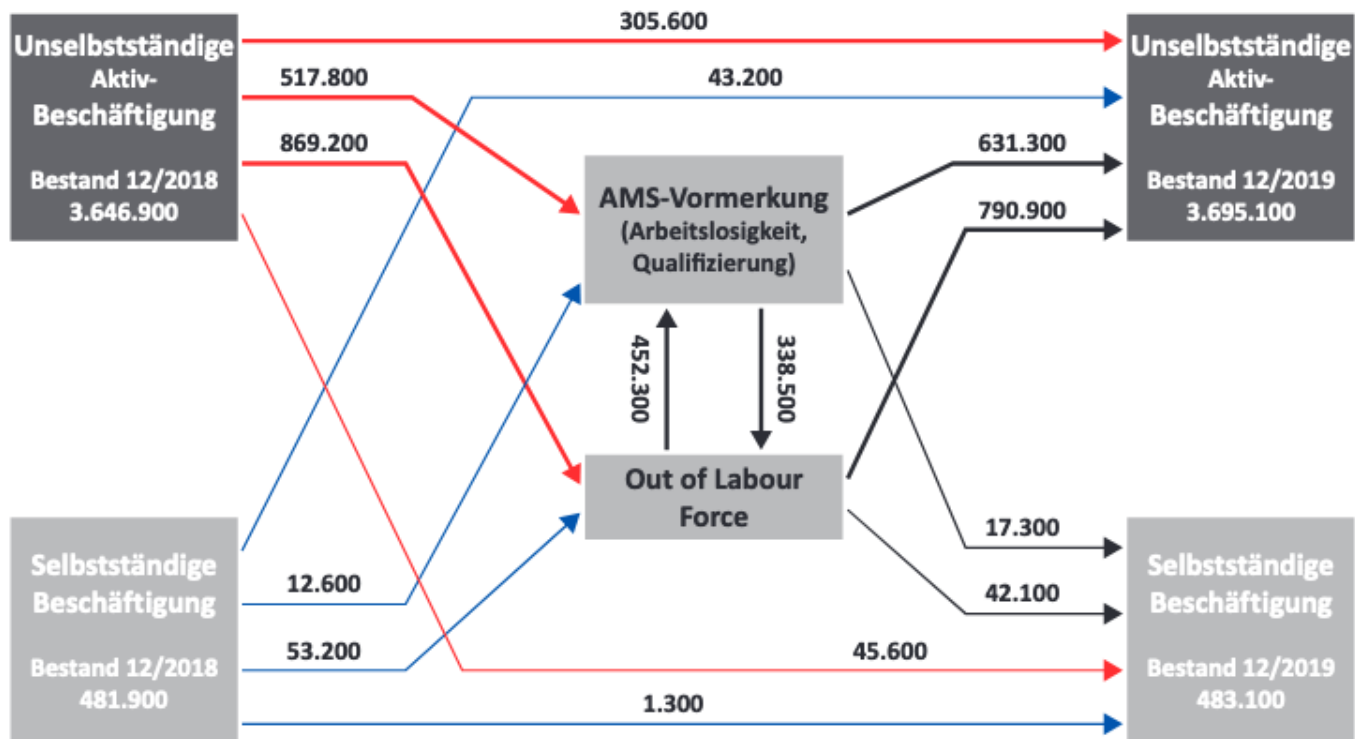 Unselbstständige
Aktiv-
Beschäftigung
Bestand 12/2018
3.646.900
305.600
517.800
43.200
869.200
Unselbstständige
Aktiv-
Beschäftigung
Bestand 12/2019
3.695.100
AMS-Vormerkung
(Arbeitslosigkeit,
Qualifizierung)
631.300
790.900
452.300
338.500
Out of Labour
Force
Selbstständige
Beschäftigung
Bestand 12/2018
481.900
12.600
53.200
17.300
42.100
45.600
1.300
Selbstständige
Beschäftigung
Bestand 12/2019
483.100